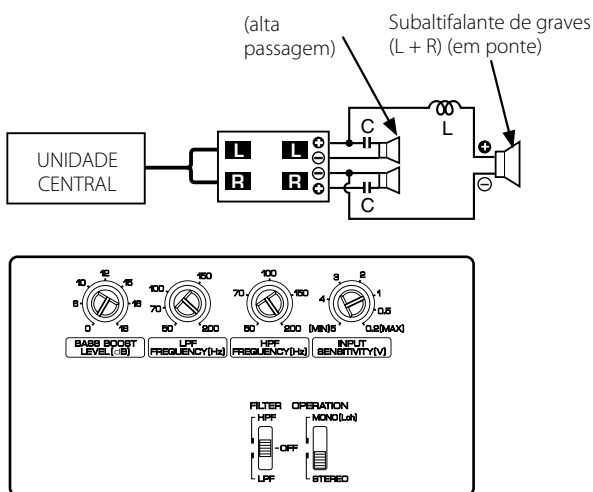 (alta
passagem)
Subaltifalante de graves
(L + R) (em ponte)
UNIDADE
CENTRAL
L L
R R
C
C
L
0 6 10 12 15 16 18
BASS BOOST
LEVEL(dB)
50 70 100 150 200
LPF
FREQUENCY(Hz)
50 70 100 150 200
HPF
FREQUENCY(Hz)
(MIN)5 4 3 2 1 0.5 0.2(MAX)
INPUT
SENSITIVITY(V)
FILTER
HPF
OFF
LPF
OPERATION
MONO(Lch)
STEREO